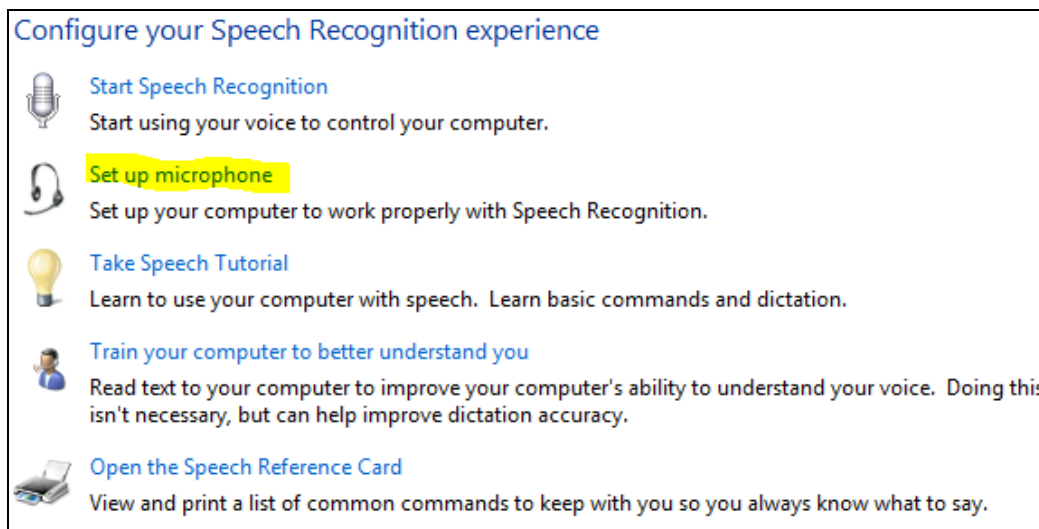 Configure your Speech Recognition experience
Start Speech Recognition
Start using your voice to control your computer.
Set up microphone
Set up your computer to work properly with Speech Recognition.
Take Speech Tutorial
Learn to use your computer with speech.  Learn basic commands and dictation.
Train your computer to better understand you
Read text to your computer to improve your computer's ability to understand your voice.  Doing this
isn't necessary, but can help improve dictation accuracy.
Open the Speech Reference Card
View and print a list of common commands to keep with you so you always know what to say.